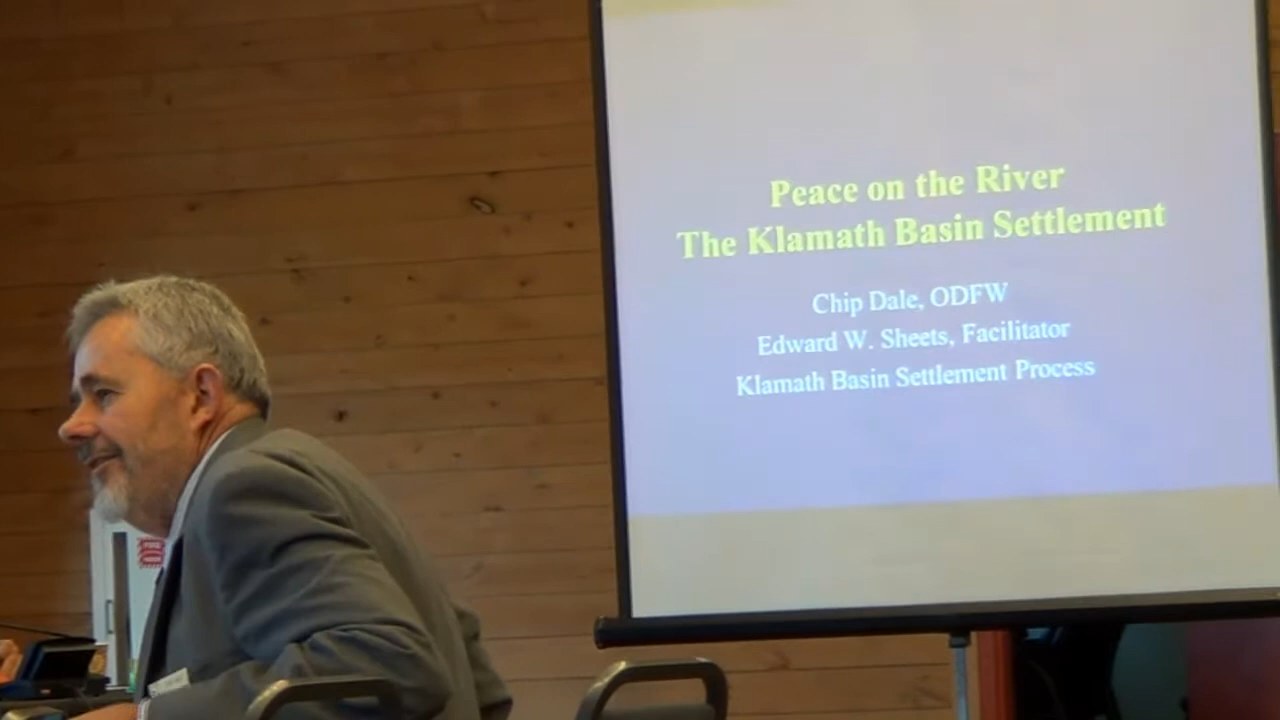 Peace on the River
The Klamath Basin Settlement
Chip Dale, ODFW
Edward W. Sheets, Facilitator
Klamath Basin Settlement Process